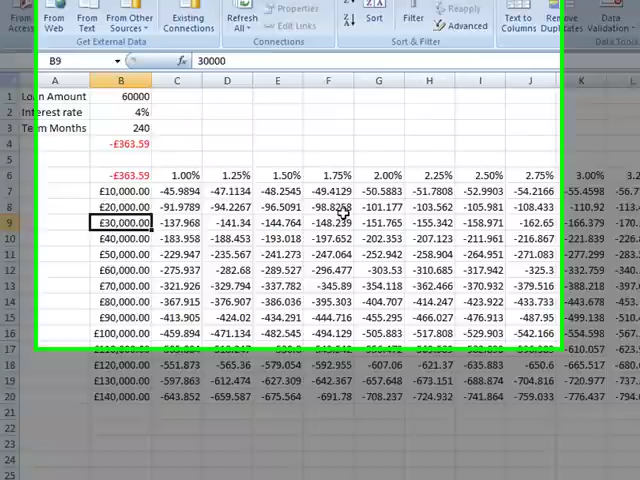 From Access From Web From Text From Other Sources Existing Connections Refresh All Properties Edit Links Sort Filter Reapply Advanced Text to Columns Remove Duplicates Data Validation
Get External Data Connections Sort & Filter Data Tools
B9 fx 30000
A B C D E F G H I J K L
1 Loan Amount 60000
2 Interest rate 4%
3 Term Months 240
4 -£363.59
5
6 -£363.59 1.00% 1.25% 1.50% 1.75% 2.00% 2.25% 2.50% 2.75% 3.00%
7 £10,000.00 -45.9894 -47.1134 -48.2545 -49.4129 -50.5883 -51.7808 -52.9903 -54.2166 -55.4598
8 £20,000.00 -91.9789 -94.2267 -96.5091 -98.8258 -101.177 -103.562 -105.981 -108.433 -110.92
9 £30,000.00 -137.968 -141.34 -144.764 -148.239 -151.765 -155.342 -158.971 -162.65 -166.379
10 £40,000.00 -183.958 -188.453 -193.018 -197.652 -202.353 -207.123 -211.961 -216.867 -221.839
11 £50,000.00 -229.947 -235.567 -241.273 -247.064 -252.942 -258.904 -264.951 -271.083 -277.299
12 £60,000.00 -275.937 -282.68 -289.527 -296.477 -303.53 -310.685 -317.942 -325.3 -332.759
13 £70,000.00 -321.926 -329.794 -337.782 -345.89 -354.118 -362.466 -370.932 -379.516 -388.218
14 £80,000.00 -367.915 -376.907 -386.036 -395.303 -404.707 -414.247 -423.922 -433.733 -443.678
15 £90,000.00 -413.905 -424.02 -434.291 -444.716 -455.295 -466.027 -476.913 -487.95 -499.138
16 £100,000.00 -459.894 -471.134 -482.545 -494.129 -505.883 -517.808 -529.903 -542.166 -554.598
17 -610.057
18 £120,000.00 -551.873 -565.36 -579.054 -592.955 -607.06 -621.37 -635.883 -650.6 -665.517
19 £130,000.00 -597.863 -612.474 -627.309 -642.367 -657.648 -673.151 -688.874 -704.816 -720.977
20 £140,000.00 -643.852 -659.587 -675.564 -691.78 -708.237 -724.932 -741.864 -759.033 -776.437
21
22
23
24
25